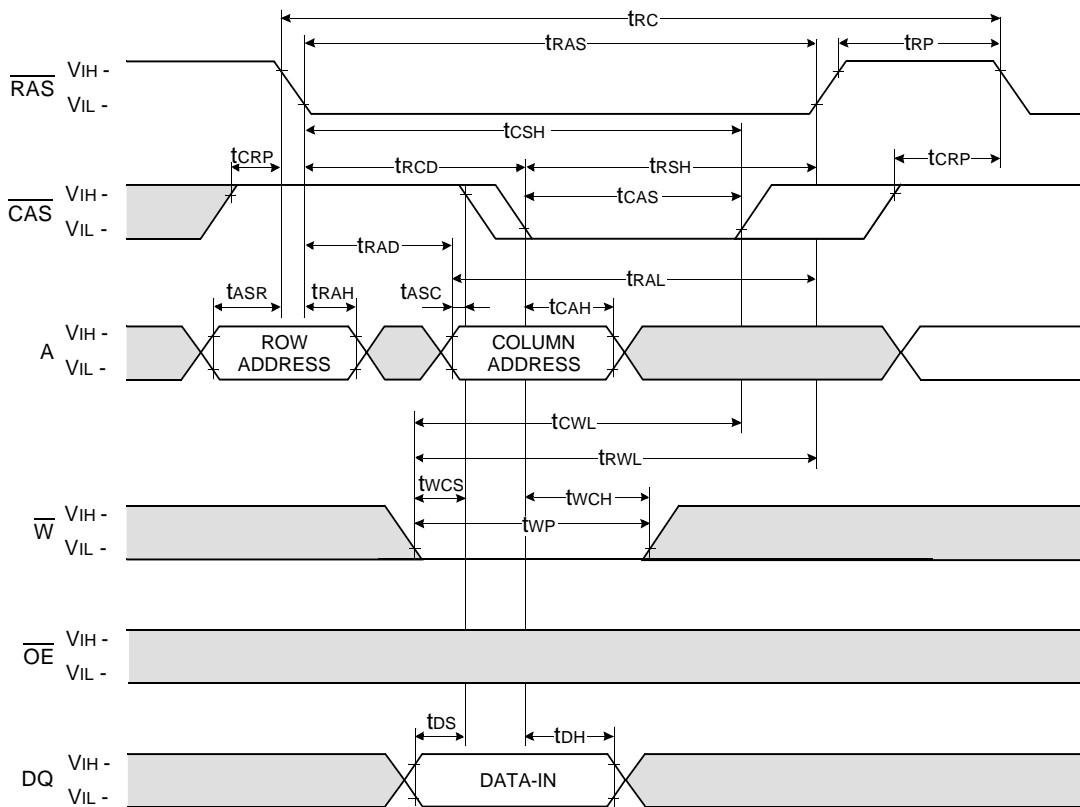 tRC
tRAS
tRP
RAS
VIH -
VIL -
tCSH
tCRP
tRCD
tRSH
tCRP
CAS
VIH -
VIL -
tCAS
tRAD
tRAL
tASR
tRAH
tASC
tCAH
A
VIH -
VIL -
ROW
ADDRESS
COLUMN
ADDRESS
tCWL
tRWL
tWCS
tWCH
W
VIH -
VIL -
tWP
OE
VIH -
VIL -
tDS
tDH
DQ
VIH -
VIL -
DATA-IN